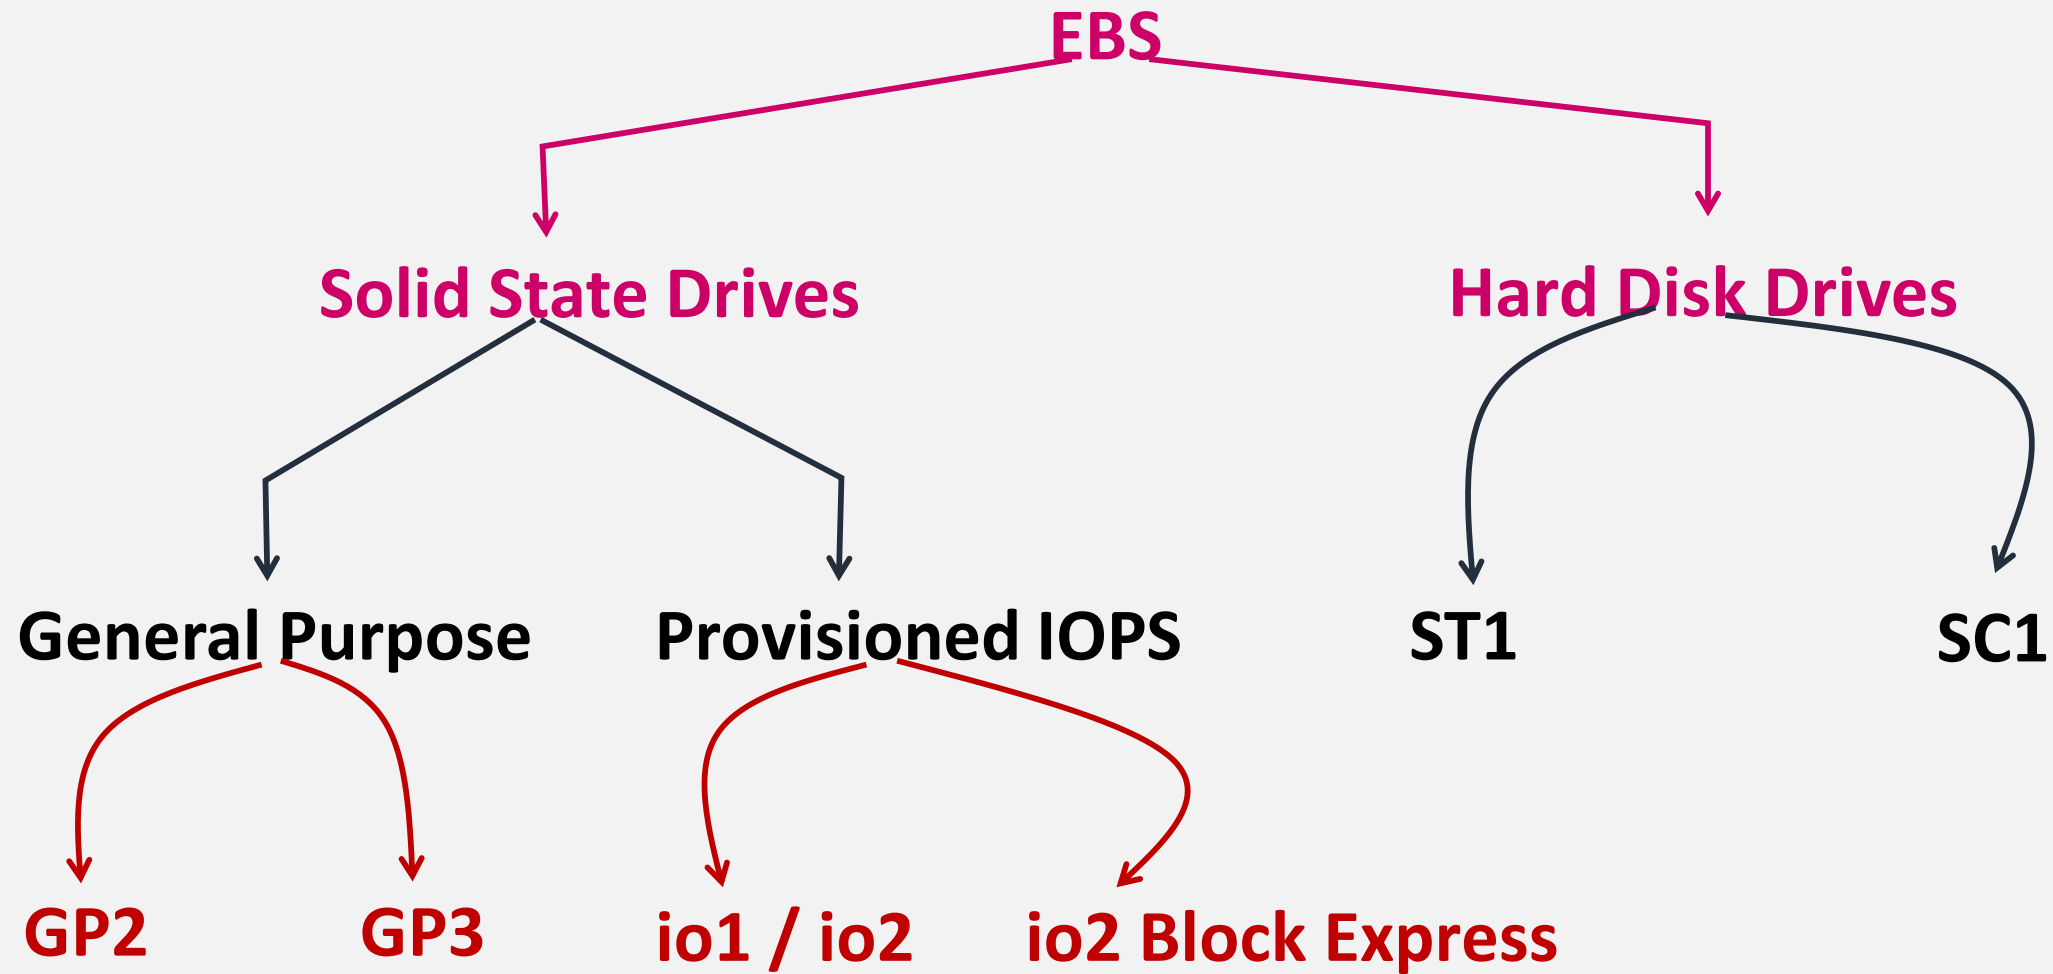 EBS
Solid State Drives
Hard Disk Drives
General Purpose
Provisioned IOPS
ST1
SC1
GP2
GP3
io1 / io2
io2 Block Express